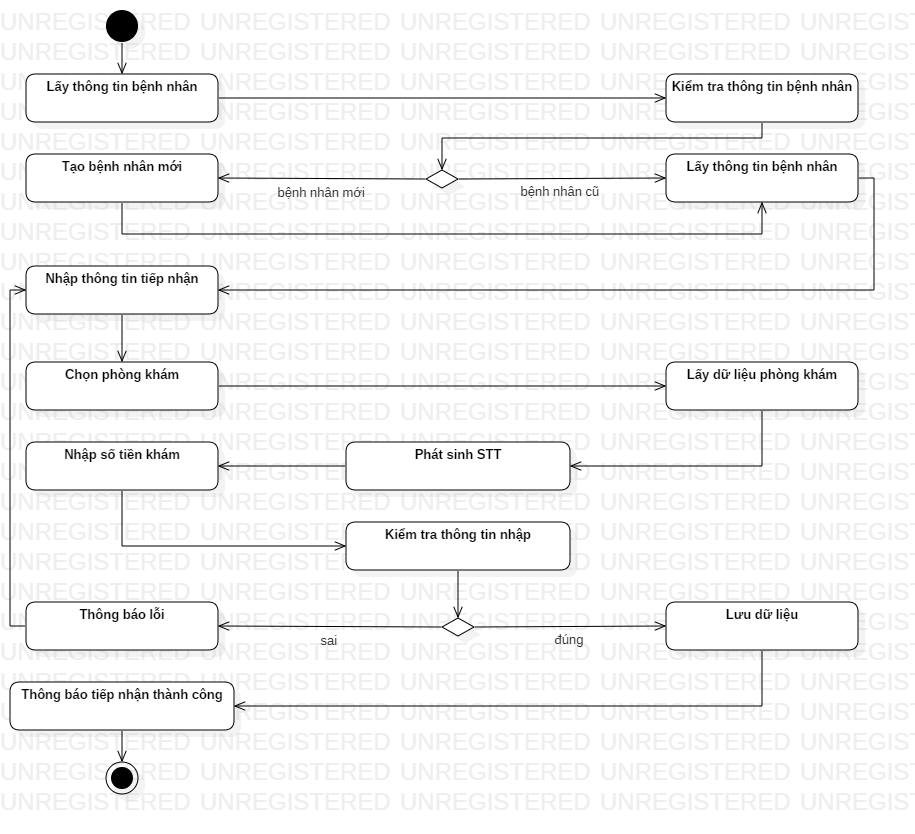 Lấy thông tin bệnh nhân
Kiểm tra thông tin bệnh nhân
Tạo bệnh nhân mới
bệnh nhân mới
bệnh nhân cũ
Lấy thông tin bệnh nhân
Nhập thông tin tiếp nhận
Chọn phòng khám
Lấy dữ liệu phòng khám
Nhập số tiền khám
Phát sinh STT
Kiểm tra thông tin nhập
Thông báo lỗi
sai
đúng
Lưu dữ liệu
Thông báo tiếp nhận thành công
UNREGISTERED